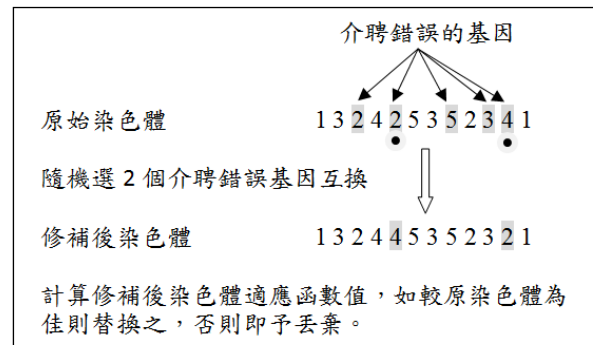 介聘錯誤的基因
原始染色體 1 3 2 4 2 5 3 5 2 3 4 1
隨機選 2 個介聘錯誤基因互換
修補後染色體 1 3 2 4 4 5 3 5 2 3 2 1
計算修補後染色體適應函數值，如較原染色體為
佳則替換之，否則即予丟棄。